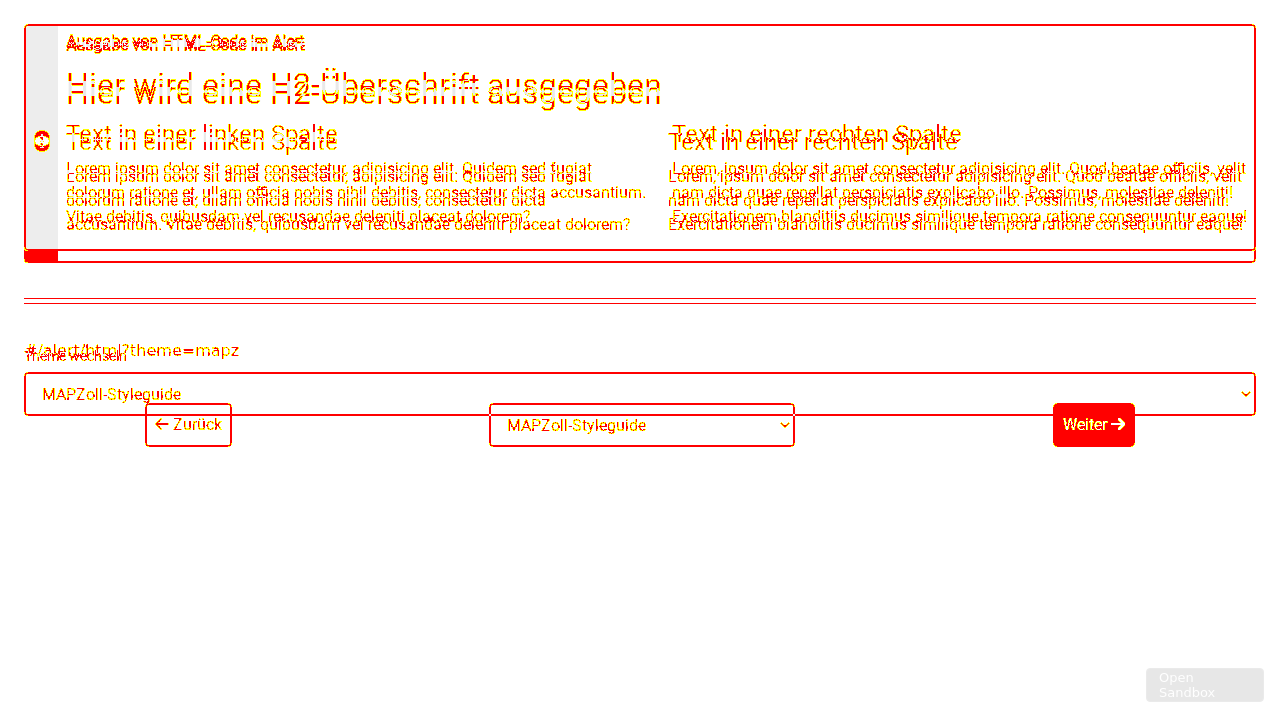 Ausgabe von HTML-Code im Alert
Hier wird eine H2-Überschrift ausgegeben
Text in einer linken Spalte
Lorem ipsum dolor sit amet consectetur adipisicing elit. Quidem sed fugiat
dolorum ratione et, ullam officia nobis nihil debitis, consectetur dicta accusantium.
Vitae debitis, quibusdam vel recusandae deleniti placeat dolorem?
Text in einer rechten Spalte
Lorem, ipsum dolor sit amet consectetur adipisicing elit. Quod beatae officiis, velit
nam dicta quae repellat perspiciatis explicabo illo. Possimus, molestiae deleniti!
Exercitationem blanditiis ducimus similique tempora ratione consequuntur eaque!
#/alert/html?theme=mapz
Theme wechseln
MAPZoll-Styleguide
← Zurück
MAPZoll-Styleguide
Weiter →
Open
Sandbox